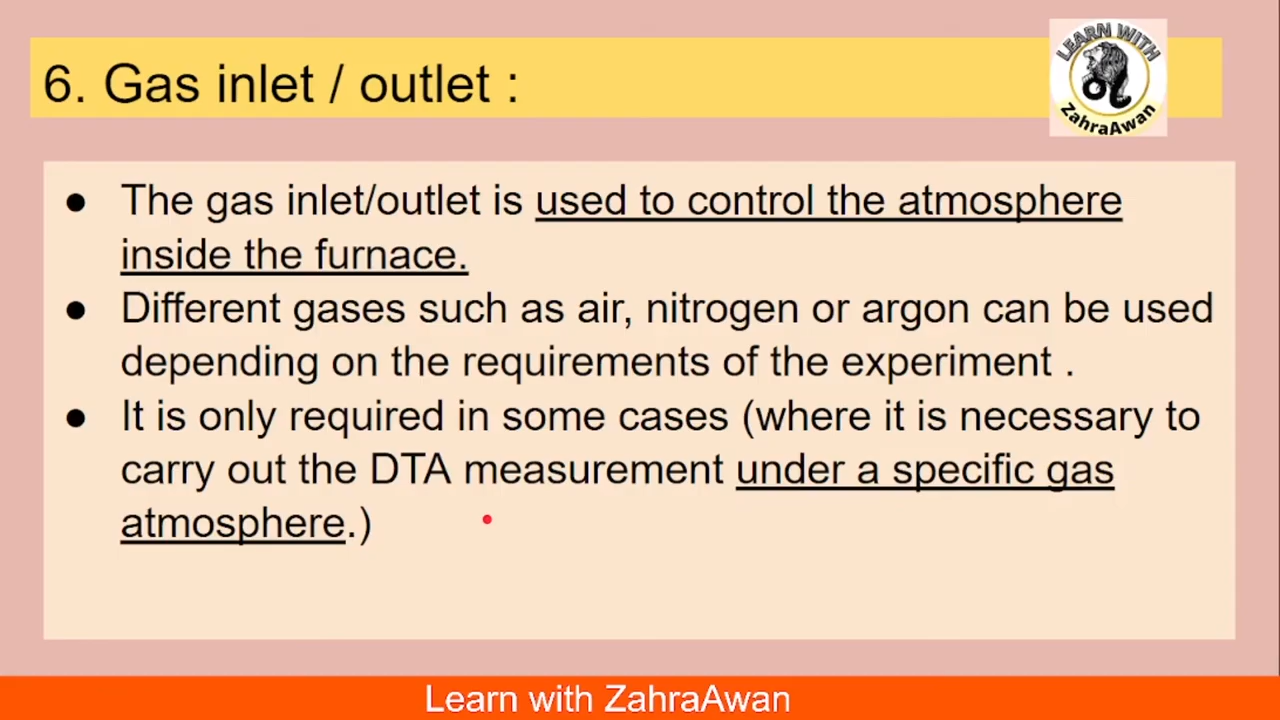 6. Gas inlet / outlet :
LEARN WITH
ZahraAwan
● The gas inlet/outlet is used to control the atmosphere
inside the furnace.
● Different gases such as air, nitrogen or argon can be used
depending on the requirements of the experiment .
● It is only required in some cases (where it is necessary to
carry out the DTA measurement under a specific gas
atmosphere.)
Learn with ZahraAwan